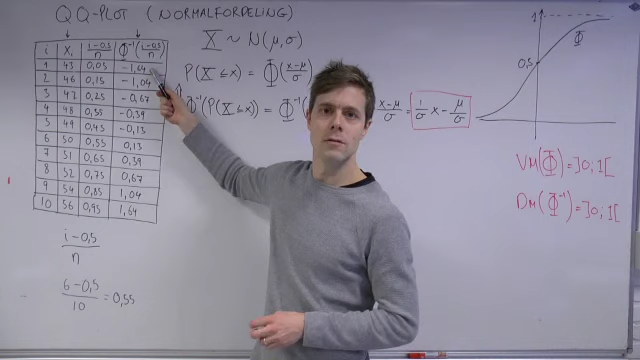 QQ-PLOT (NORMALFORDELING)
i xᵢ (i-0,5)/n Φ⁻¹((i-0,5)/n)
1 43 0,05 -1,64
2 46 0,15 -1,04
3 47 0,25 -0,67
4 48 0,35 -0,39
5 49 0,45 -0,13
6 50 0,55 0,13
7 51 0,65 0,39
8 52 0,75 0,67
9 54 0,85 1,04
10 56 0,95 1,64
(i-0,5)/n
(6-0,5)/10 = 0,55
X ~ N(μ,σ)
P(X≤x) = Φ((x-μ)/σ)
Φ⁻¹(P(X≤x)) = Φ⁻¹ (x-μ)/σ = 1/σ x - μ/σ
1
Φ
0,5
Vm(Φ) = ]0;1[
Dm(Φ⁻¹) = ]0;1[